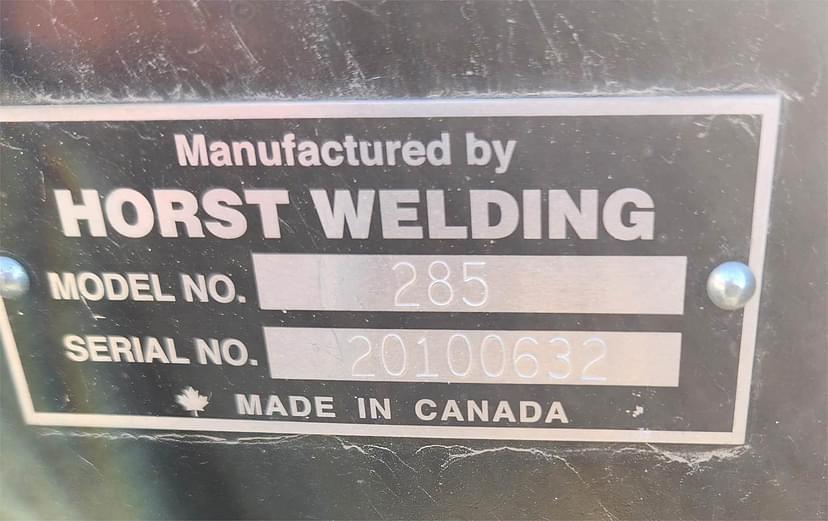 Manufactured by
HORST WELDING
MODEL NO. 285
SERIAL NO. 20100632
MADE IN CANADA